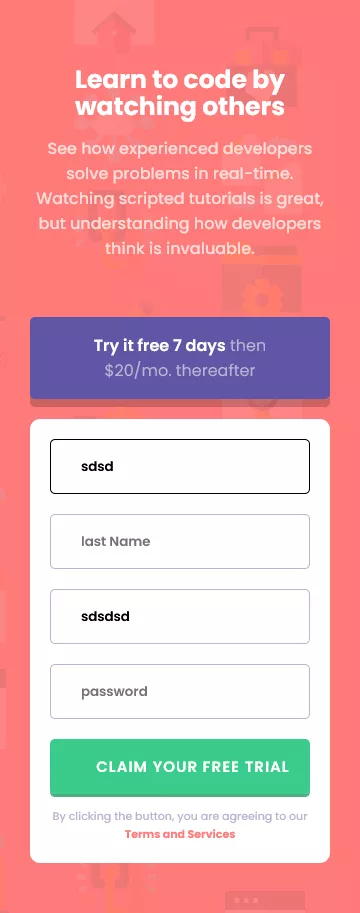 Learn to code by
watching others
See how experienced developers
solve problems in real-time.
Watching scripted tutorials is great,
but understanding how developers
think is invaluable.
Try it free 7 days then
$20/mo. thereafter
sdsd
last Name
sdsdsd
password
CLAIM YOUR FREE TRIAL
By clicking the button, you are agreeing to our
Terms and Services